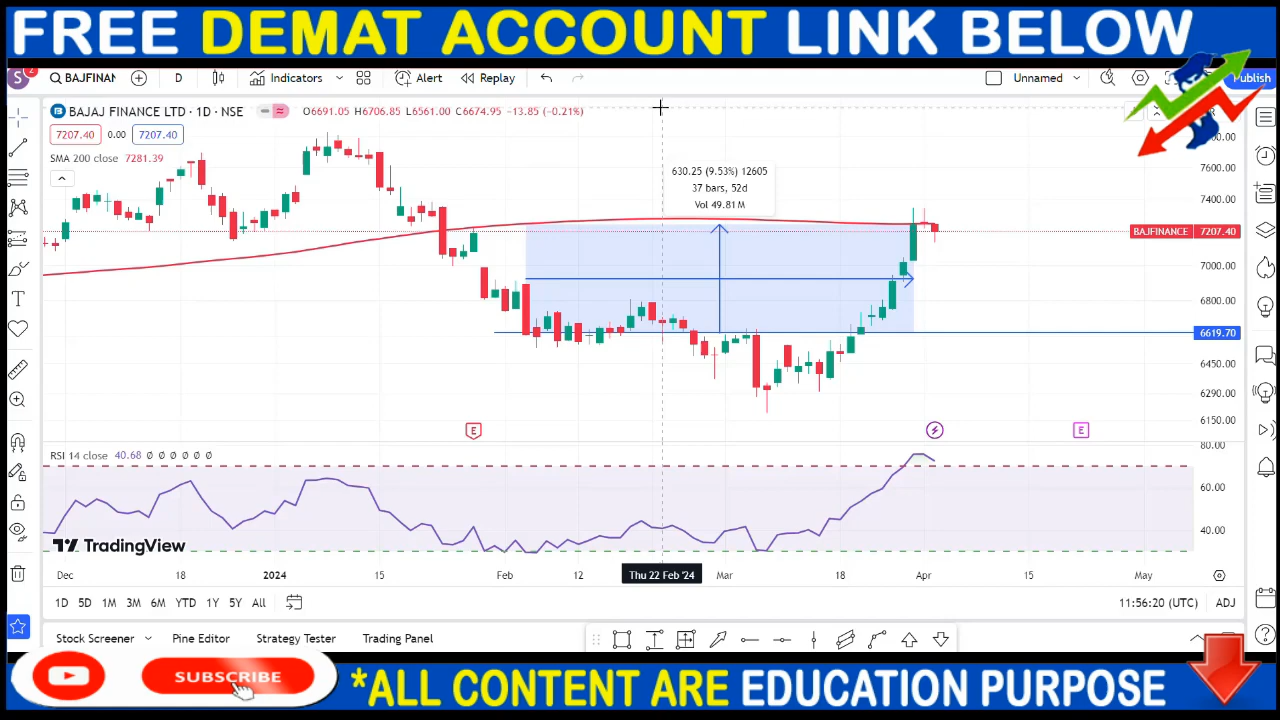 FREE DEMAT ACCOUNT LINK BELOW
S 2 BAJFINAN D Indicators Alert Replay Unnamed Publish
BAJAJ FINANCE LTD · 1D · NSE O6691.05 H6706.85 L6561.00 C6674.95 -13.85 (-0.21%)
7207.40 0.00 7207.40
SMA 200 close 7281.39
630.25 (9.53%) 12605
37 bars, 52d
Vol 49.81M
7600.00
7400.00
BAJFINANCE 7207.40
7000.00
6800.00
6619.70
6450.00
6290.00
6150.00
E E
80.00
RSI 14 close 40.68 Ø Ø Ø Ø Ø
60.00
40.00
TradingView
Dec 18 2024 15 Feb 12 Thu 22 Feb '24 Mar 18 Apr 15 May
1D 5D 1M 3M 6M YTD 1Y 5Y All 11:56:20 (UTC) ADJ
Stock Screener Pine Editor Strategy Tester Trading Panel
SUBSCRIBE
*ALL CONTENT ARE EDUCATION PURPOSE